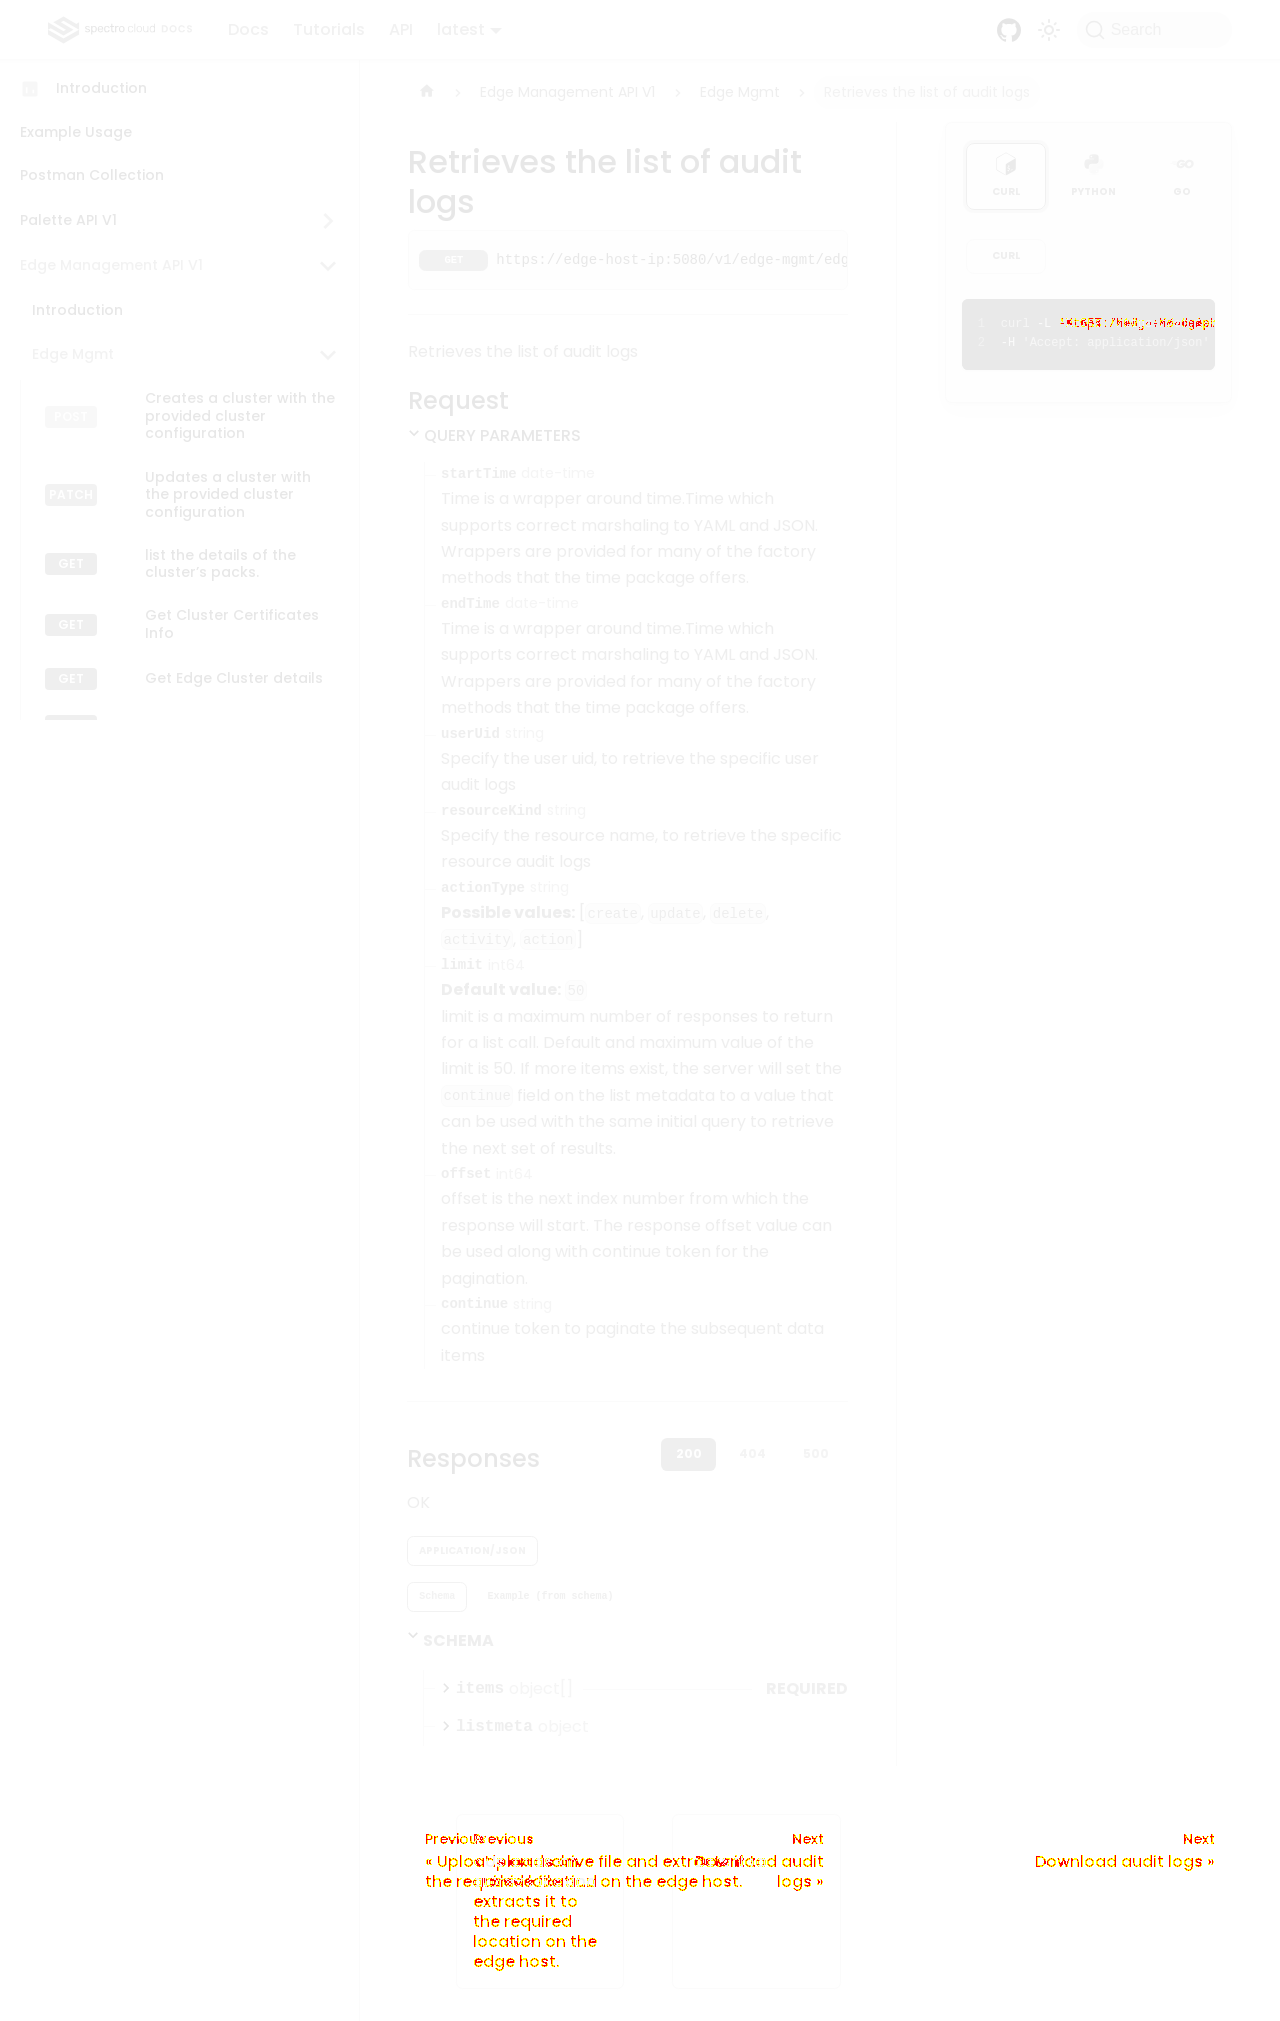 spectro cloud DOCS
Docs Tutorials API latest
Search
Introduction
Example Usage
Postman Collection
Palette API V1
Edge Management API V1
Introduction
Edge Mgmt
POST Creates a cluster with the
provided cluster
configuration
PATCH Updates a cluster with
the provided cluster
configuration
GET list the details of the
cluster's packs.
GET Get Cluster Certificates
Info
GET Get Edge Cluster details
Edge Management API V1 > Edge Mgmt > Retrieves the list of audit logs
Retrieves the list of audit
logs
GET https://edge-host-ip:5080/v1/edge-mgmt/edg
Retrieves the list of audit logs
Request
QUERY PARAMETERS
startTime date-time
Time is a wrapper around time.Time which
supports correct marshaling to YAML and JSON.
Wrappers are provided for many of the factory
methods that the time package offers.
endTime date-time
Time is a wrapper around time.Time which
supports correct marshaling to YAML and JSON.
Wrappers are provided for many of the factory
methods that the time package offers.
userUid string
Specify the user uid, to retrieve the specific user
audit logs
resourceKind string
Specify the resource name, to retrieve the specific
resource audit logs
actionType string
Possible values: [create, update, delete,
activity, action]
limit int64
Default value: 50
limit is a maximum number of responses to return
for a list call. Default and maximum value of the
limit is 50. If more items exist, the server will set the
continue field on the list metadata to a value that
can be used with the same initial query to retrieve
the next set of results.
offset int64
offset is the next index number from which the
response will start. The response offset value can
be used along with continue token for the
pagination.
continue string
continue token to paginate the subsequent data
items
Responses
200 404 500
OK
APPLICATION/JSON
Schema Example (from schema)
SCHEMA
items object[] REQUIRED
listmeta object
CURL PYTHON GO
CURL
1 curl -L
2 -H 'Accept: application/json'
Previous
Previous
Next
Next
logs »
Download audit logs »
extracts it to
the required
location on the
edge host.